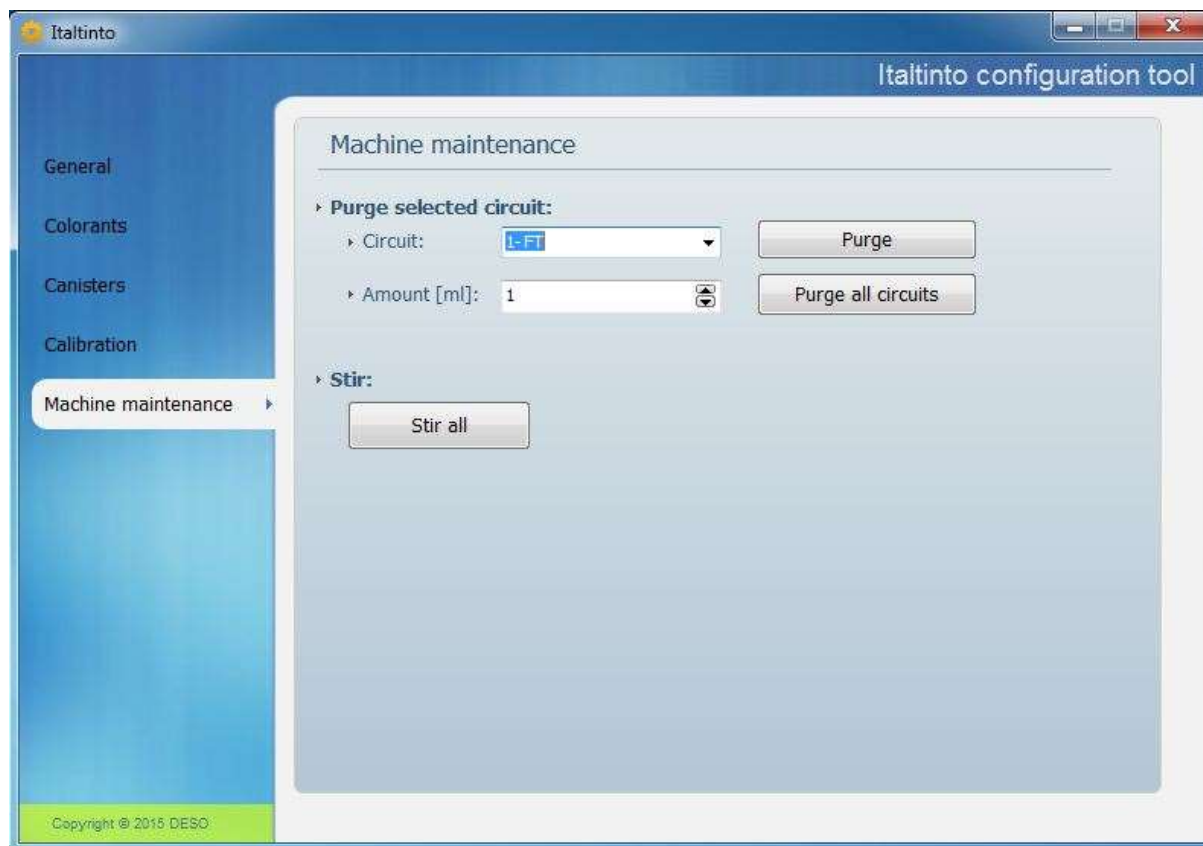 Italtinto
Italtinto configuration tool
General
Colorants
Canisters
Calibration
Machine maintenance
Machine maintenance
Purge selected circuit:
Circuit: 1-FT Purge
Amount [ml]: 1 Purge all circuits
Stir:
Stir all
Copyright © 2015 DESO